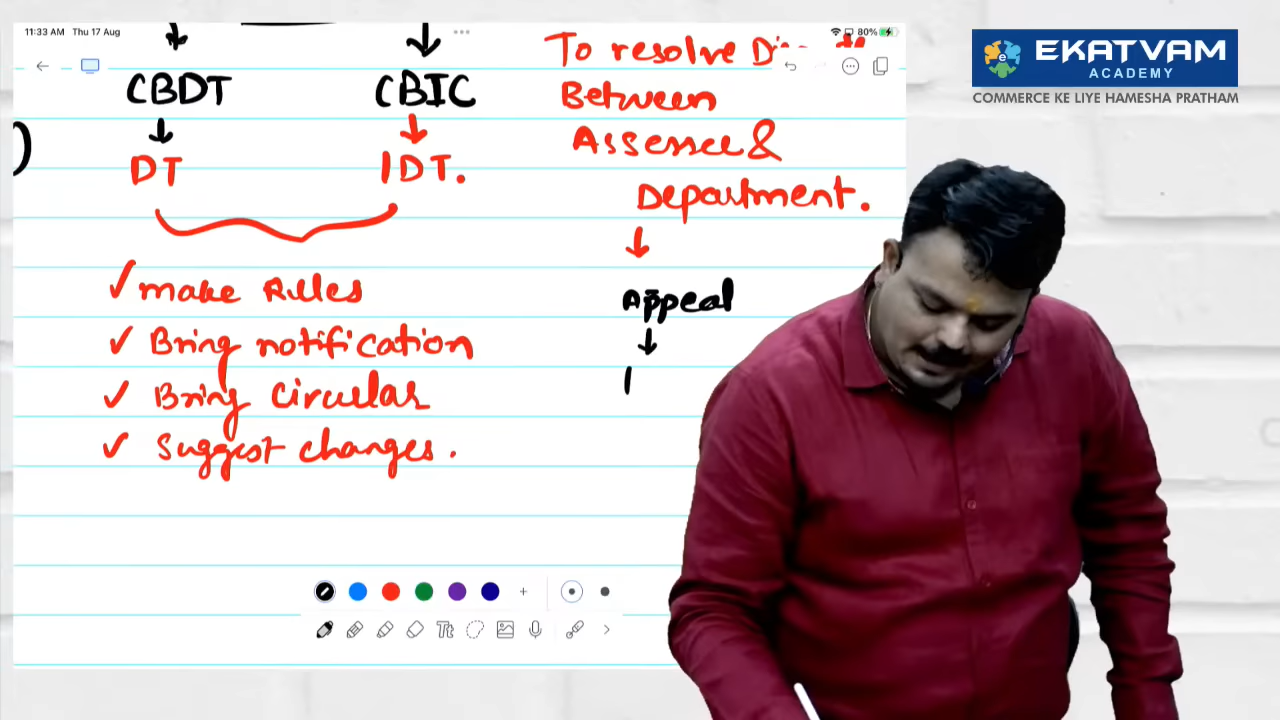 11:33 AM Thu 17 Aug
80%
CBDT
CBIC
DT
IDT.
)
✓ make Rules
✓ Bring notification
✓ Bring Circular
✓ Suggest changes.
To resolve
Between
Assessee &
Department.
Appeal
I
Tt
EKATVAM
ACADEMY
COMMERCE KE LIYE HAMESHA PRATHAM